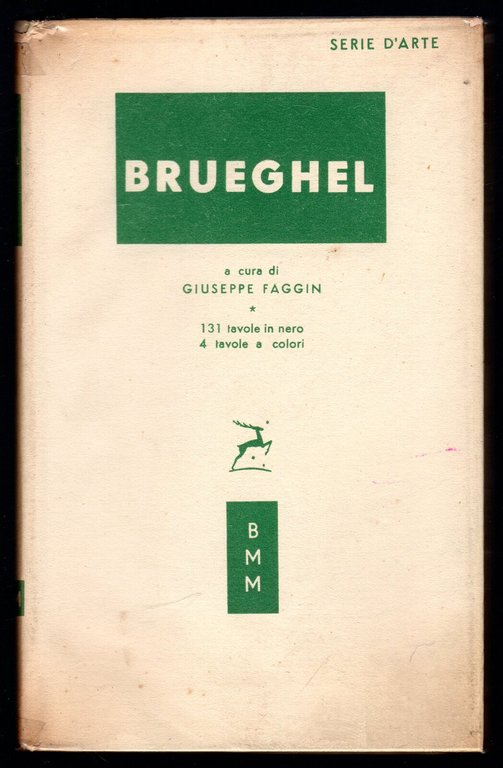 SERIE D'ARTE
BRUEGHEL
a cura di
GIUSEPPE FAGGIN
*
131 tavole in nero
4 tavole a colori
B
M
M